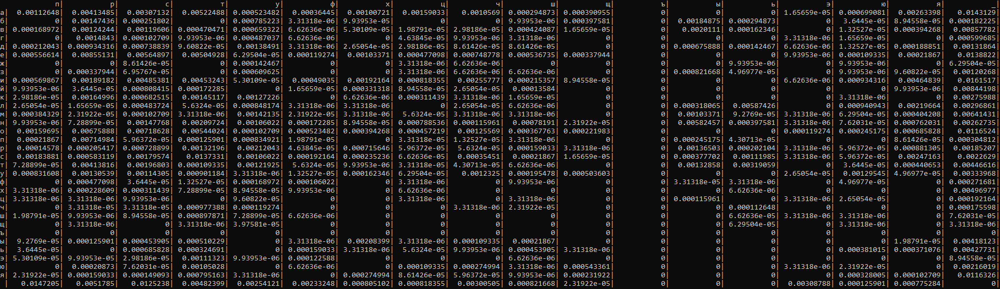 п| р| с| т| у| ф| х| ц| ч| ш| щ| ъ| ы| ь| э| ю| я| _|
а| 0.00112648| 0.00413485| 0.00307132| 0.00522488| 0.000523482| 0.00036445| 0.00100721| 0.00159033| 0.0010569| 0.000294873| 0.000390955| 0| 0| 0| 1.65659e-05| 0.000699081| 0.00263398| 0.0143129|
б| 0| 0.00147436| 0.000251802| 0| 0.000785223| 3.31318e-06| 9.93953e-05| 0| 0| 9.93953e-06| 0.000397581| 0| 0.00184875| 0.000294873| 0| 3.6445e-05| 8.94558e-05| 0.000182225|
в| 0.000168972| 0.00124244| 0.00119606| 0.000470471| 0.000659322| 6.62636e-06| 5.30109e-05| 1.98791e-05| 2.98186e-05| 0.000424087| 1.65659e-05| 0| 0.0020111| 0.000162346| 0| 1.32527e-05| 0.000394268| 0.00857782|
г| 0| 0.0014843| 0.000102709| 9.93953e-06| 0.000487037| 6.62636e-06| 0| 4.63845e-05| 9.93953e-06| 3.31318e-06| 0| 0| 0| 0| 3.31318e-06| 1.65659e-05| 0| 0.000599685|
д| 0.000212043| 0.000934316| 0.000738839| 9.60822e-05| 0.00138491| 3.31318e-06| 2.65054e-05| 2.98186e-05| 8.61426e-05| 8.61426e-05| 0| 0| 0.000675888| 0.000142467| 6.62636e-06| 1.32527e-05| 0.000188851| 0.00131864|
е| 0.000556614| 0.00855131| 0.00564897| 0.00504928| 6.29504e-05| 0.000119274| 0.00103371| 0.000477098| 0.000748778| 0.000536735| 0.000337944| 0| 0| 0| 9.93953e-06| 0.000109335| 0.00021867| 0.0138822|
ж| 0| 0| 8.61426e-05| 0| 0.000142467| 0| 0| 3.31318e-06| 6.62636e-06| 0| 0| 0| 0| 9.93953e-06| 0| 9.93953e-06| 0| 6.29504e-05|
з| 0| 0.000337944| 6.95767e-05| 0| 0.000609625| 0| 0| 3.31318e-06| 6.62636e-06| 6.62636e-06| 0| 0| 0.000821668| 4.96977e-05| 0| 9.93953e-06| 9.60822e-05| 0.00120268|
и| 0.000569867| 0.00189182| 0.00485381| 0.00453243| 5.30109e-05| 0.00049035| 0.00192164| 0.000818355| 0.00255777| 0.000215357| 8.94558e-05| 0| 0| 0| 6.62636e-06| 0.000934316| 0.00464839| 0.0161517|
й| 9.93953e-06| 3.6445e-05| 0.000808415| 0.000172285| 0| 1.65659e-05| 0.000331318| 8.94558e-05| 2.65054e-05| 0.00013584| 0| 0| 0| 0| 0| 0| 9.93953e-06| 0.00844198|
к| 2.98186e-05| 0.00164996| 0.000682515| 0.00145117| 0.00127226| 0| 6.62636e-06| 0.000311439| 3.31318e-06| 1.65659e-05| 0| 0| 0| 0| 0| 3.31318e-06| 0| 0.00275988|
л| 2.65054e-05| 1.65659e-05| 0.000483724| 5.6324e-05| 0.000848174| 3.31318e-06| 3.31318e-06| 0| 2.65054e-05| 6.62636e-06| 0| 0| 0.000318065| 0.00587426| 0| 0.000940943| 0.00219664| 0.00296861|
м| 0.000384329| 2.31922e-05| 0.000102709| 3.31318e-06| 0.00142135| 2.31922e-05| 3.31318e-06| 5.6324e-05| 3.31318e-06| 3.31318e-06| 0| 0| 0.00103371| 9.2769e-05| 3.31318e-06| 6.29504e-05| 0.000404208| 0.00641431|
н| 9.93953e-06| 7.28899e-05| 0.00147768| 0.00209724| 0.00106022| 0.000172285| 8.94558e-05| 0.000788536| 0.000115961| 0.00078191| 2.31922e-05| 0| 0.00582457| 0.000397581| 3.31318e-06| 7.62031e-05| 0.000762031| 0.00262735|
о| 0.00159695| 0.00675888| 0.00718628| 0.00544024| 0.000102709| 0.000523482| 0.000394268| 0.000457219| 0.00125569| 0.000367763| 0.000221983| 0| 0| 0| 0.000119274| 0.000245175| 0.000685828| 0.0116524|
п| 0.00021867| 0.00714984| 5.96372e-05| 0.000125901| 0.000834921| 1.98791e-05| 0| 3.31318e-06| 1.32527e-05| 3.31318e-06| 0| 0| 0.000245175| 4.30713e-05| 0| 0| 8.61426e-05| 0.000304812|
р| 0.00014578| 0.000205417| 0.000728899| 0.00132196| 0.00212043| 4.63845e-05| 0.000715646| 5.96372e-05| 5.6324e-05| 0.000159033| 3.31318e-06| 0| 0.00136503| 0.000202104| 3.31318e-06| 5.96372e-05| 0.000881305| 0.00185207|
с| 0.00183881| 0.000583119| 0.00179574| 0.0137331| 0.00106022| 0.000192164| 0.000235236| 6.62636e-05| 0.00035451| 0.00021867| 1.65659e-05| 0| 0.000377702| 0.00111985| 3.31318e-06| 5.96372e-05| 0.00247163| 0.0022629|
т| 7.28899e-05| 0.00413816| 0.00196803| 0.000109335| 0.00121925| 5.6324e-05| 9.93953e-06| 3.31318e-06| 4.30713e-05| 6.62636e-06| 0| 0| 0.00132858| 0.00319059| 0| 3.6445e-05| 0.000440653| 0.00446616|
у| 0.000831608| 0.00130539| 0.00114305| 0.000901184| 3.31318e-06| 1.32527e-05| 0.000162346| 6.29504e-05| 0.0012325| 0.000195478| 0.000503603| 0| 0| 0| 2.65054e-05| 0.00129545| 4.96977e-05| 0.00333968|
ф| 0| 0.000477098| 3.6445e-05| 1.32527e-05| 0.000168972| 0.000106022| 0| 3.31318e-06| 0| 9.93953e-06| 0| 0| 3.31318e-05| 3.31318e-06| 0| 4.96977e-05| 0| 0.000271681|
х| 3.31318e-06| 0.000228609| 0.000311439| 7.28899e-05| 8.94558e-05| 9.93953e-06| 0| 6.62636e-06| 0| 0| 0| 0| 0| 6.62636e-06| 0| 0| 0| 0.00496977|
ц| 3.31318e-06| 3.31318e-06| 9.93953e-06| 0| 9.60822e-05| 0| 0| 3.31318e-06| 0| 3.31318e-06| 0| 0| 0.000115961| 0| 3.31318e-06| 2.65054e-05| 0| 0.000192164|
ч| 0| 3.31318e-06| 3.31318e-05| 0.000977388| 0.000119274| 0| 0| 0| 3.31318e-06| 2.31922e-05| 0| 0| 0| 0.000112648| 0| 0| 0| 0.000175598|
ш| 1.98791e-05| 9.93953e-06| 8.94558e-05| 0.000897871| 7.28899e-05| 6.62636e-06| 0| 0| 0| 0| 0| 0| 0| 6.62636e-05| 3.31318e-06| 3.31318e-06| 0| 7.62031e-05|
щ| 0| 3.31318e-06| 0| 3.31318e-06| 3.97581e-05| 0| 0| 0| 0| 0| 0| 0| 0| 6.29504e-05| 0| 3.31318e-06| 0| 3.31318e-06|
ъ| 0| 0| 0| 0| 0| 0| 0| 0| 0| 0| 0| 0| 0| 0| 0| 0| 0| 0|
ы| 9.2769e-05| 0.000125901| 0.000453905| 0.000510229| 0| 3.31318e-06| 0.00208399| 3.31318e-06| 0.000109335| 0.00021867| 0| 0| 0| 0| 0| 0| 1.98791e-05| 0.00418123|
ь| 3.6445e-05| 0| 0.000685828| 0.000324691| 0| 0.000159033| 3.31318e-06| 5.6324e-05| 9.93953e-06| 0.000453905| 3.31318e-06| 0| 0| 0| 0| 0.000381015| 0.000371076| 0.00427731|
э| 5.30109e-05| 9.93953e-05| 2.98186e-05| 0.00111323| 9.93953e-06| 0.000122588| 0| 0| 0| 6.62636e-06| 0| 0| 0| 0| 0| 0| 0| 8.94558e-05|
ю| 0| 0.00020873| 7.62031e-05| 0.00105028| 0| 6.62636e-06| 0| 0.000109335| 0.000274994| 3.31318e-06| 0.000543361| 0| 0| 0| 3.31318e-06| 2.31922e-05| 0| 0.00216019|
я| 2.31922e-05| 0.000159033| 0.000149093| 0.000795163| 3.31318e-06| 0| 0.000274994| 8.61426e-05| 5.96372e-05| 9.93953e-06| 0.000231922| 0| 0| 0| 0| 0.000328005| 0.000102709| 0.0116326|
0.0147205| 0.0051785| 0.0125238| 0.00482399| 0.00254121| 0.00233248| 0.000805102| 0.000818355| 0.00300505| 0.000821668| 2.31922e-05| 0| 0| 0| 0.00308788| 0.000125901| 0.000775284| 0|